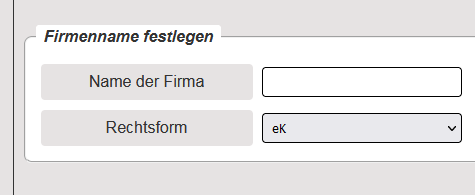 Firmenname festlegen
Name der Firma
Rechtsform
eK